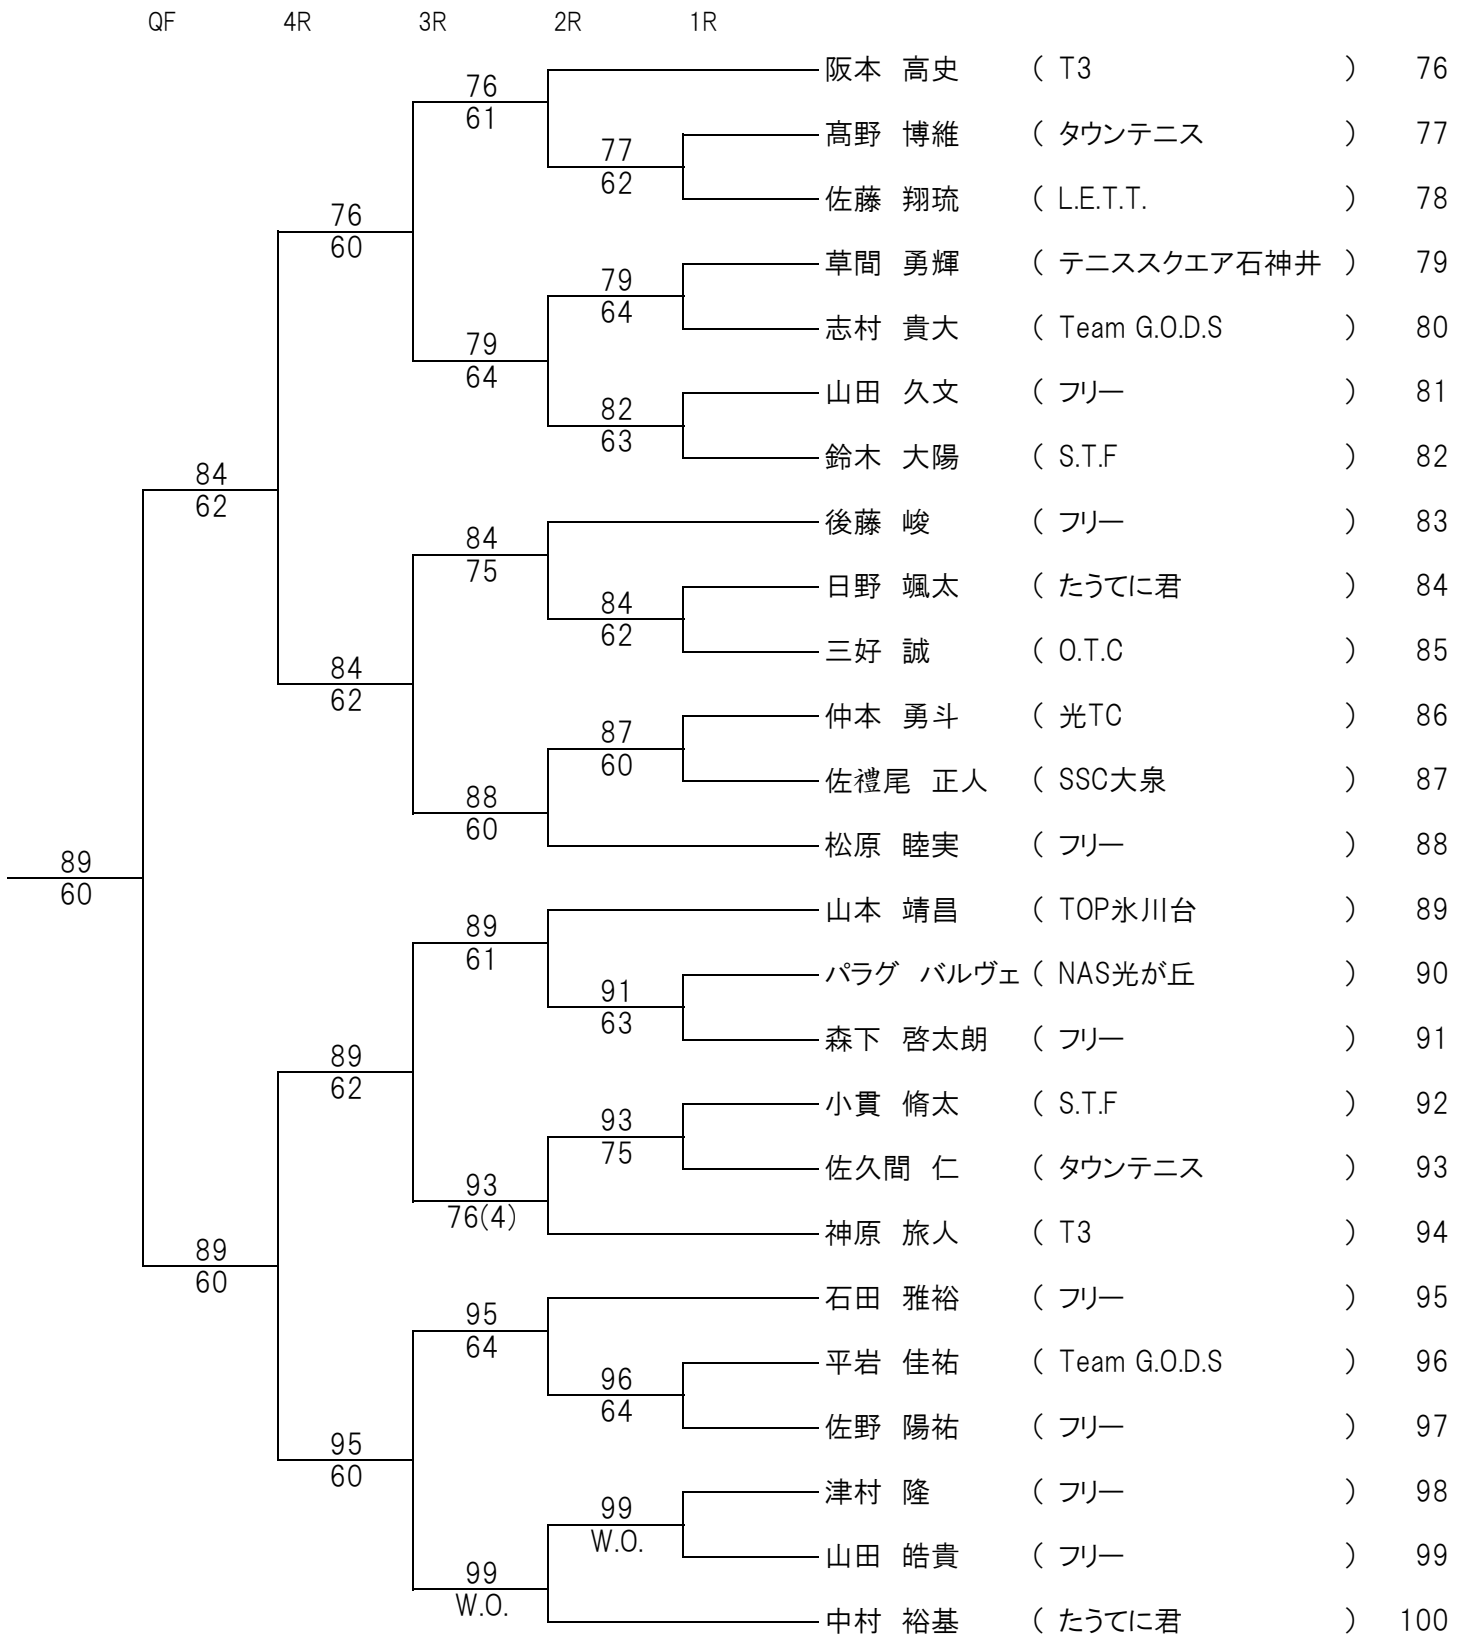 QF 4R 3R 2R 1R
阪本 高史 ( T3 ) 76
76
61
髙野 博維 ( タウンテニス ) 77
77
62
佐藤 翔琉 ( L.E.T.T. ) 78
76
60
草間 勇輝 ( テニススクエア石神井 ) 79
79
64
志村 貴大 ( Team G.O.D.S ) 80
79
64
山田 久文 ( フリー ) 81
82
63
鈴木 大陽 ( S.T.F ) 82
84
62
後藤 峻 ( フリー ) 83
84
75
日野 颯太 ( たうてに君 ) 84
84
62
三好 誠 ( O.T.C ) 85
84
62
仲本 勇斗 ( 光TC ) 86
87
60
佐禮尾 正人 ( SSC大泉 ) 87
88
60
松原 睦実 ( フリー ) 88
89
60
山本 靖昌 ( TOP氷川台 ) 89
89
61
パラグ バルヴェ ( NAS光が丘 ) 90
91
63
森下 啓太朗 ( フリー ) 91
89
62
小貫 脩太 ( S.T.F ) 92
93
75
佐久間 仁 ( タウンテニス ) 93
93
76(4)
神原 旅人 ( T3 ) 94
89
60
石田 雅裕 ( フリー ) 95
95
64
平岩 佳祐 ( Team G.O.D.S ) 96
96
64
佐野 陽祐 ( フリー ) 97
95
60
津村 隆 ( フリー ) 98
99
W.O.
山田 皓貴 ( フリー ) 99
99
W.O.
中村 裕基 ( たうてに君 ) 100